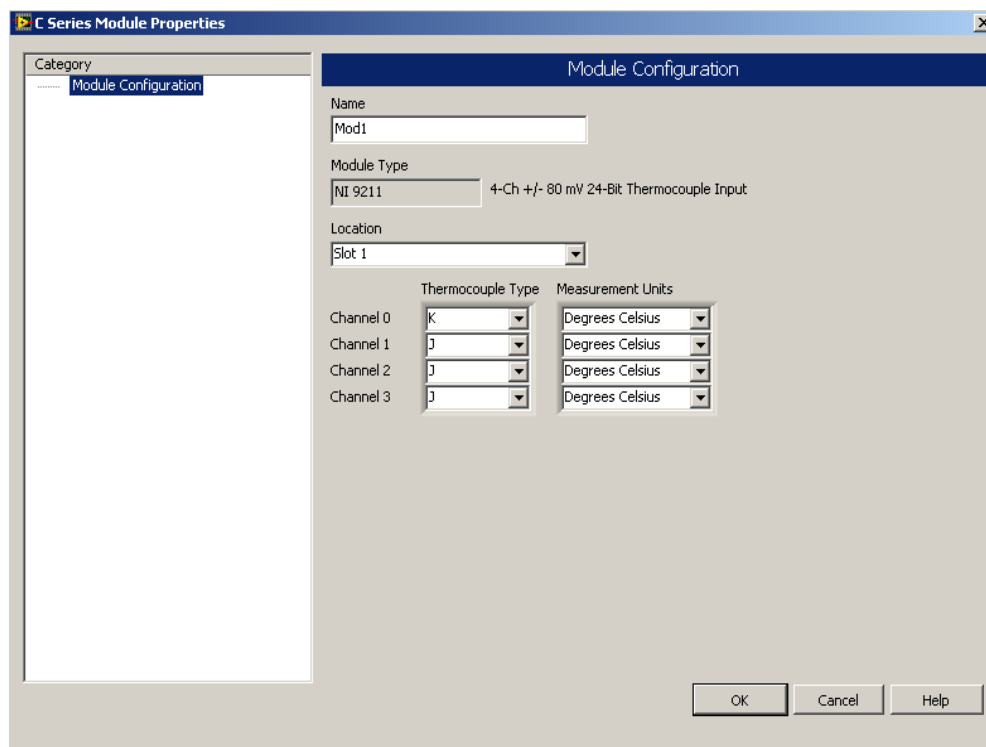 C Series Module Properties
Category
Module Configuration
Module Configuration
Name
Mod1
Module Type
NI 9211 4-Ch +/- 80 mV 24-Bit Thermocouple Input
Location
Slot 1
Thermocouple Type Measurement Units
Channel 0 K Degrees Celsius
Channel 1 J Degrees Celsius
Channel 2 J Degrees Celsius
Channel 3 J Degrees Celsius
OK Cancel Help